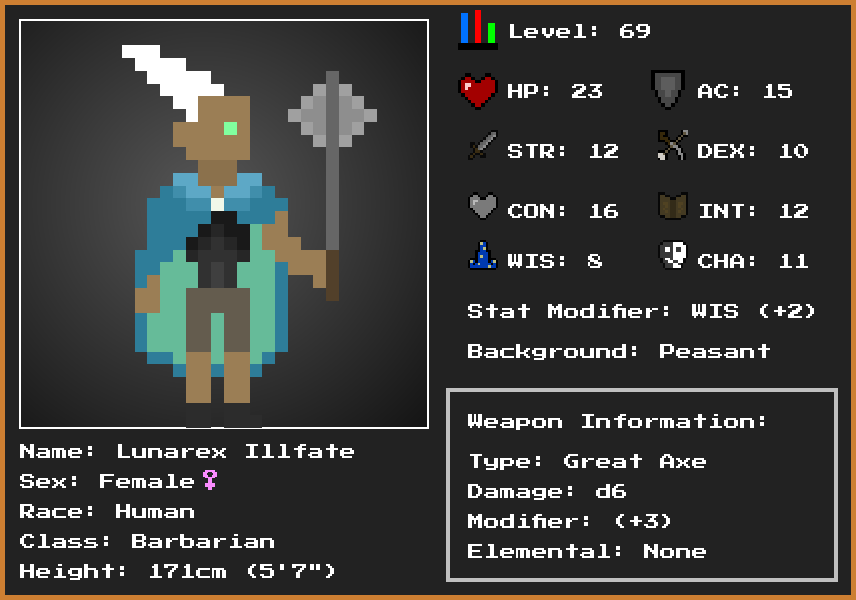 Level: 69
HP: 23 AC: 15
STR: 12 DEX: 10
CON: 16 INT: 12
WIS: 8 CHA: 11
Stat Modifier: WIS (+2)
Background: Peasant
Weapon Information:
Type: Great Axe
Damage: d6
Modifier: (+3)
Elemental: None
Name: Lunarex Illfate
Sex: Female♀
Race: Human
Class: Barbarian
Height: 171cm (5'7")